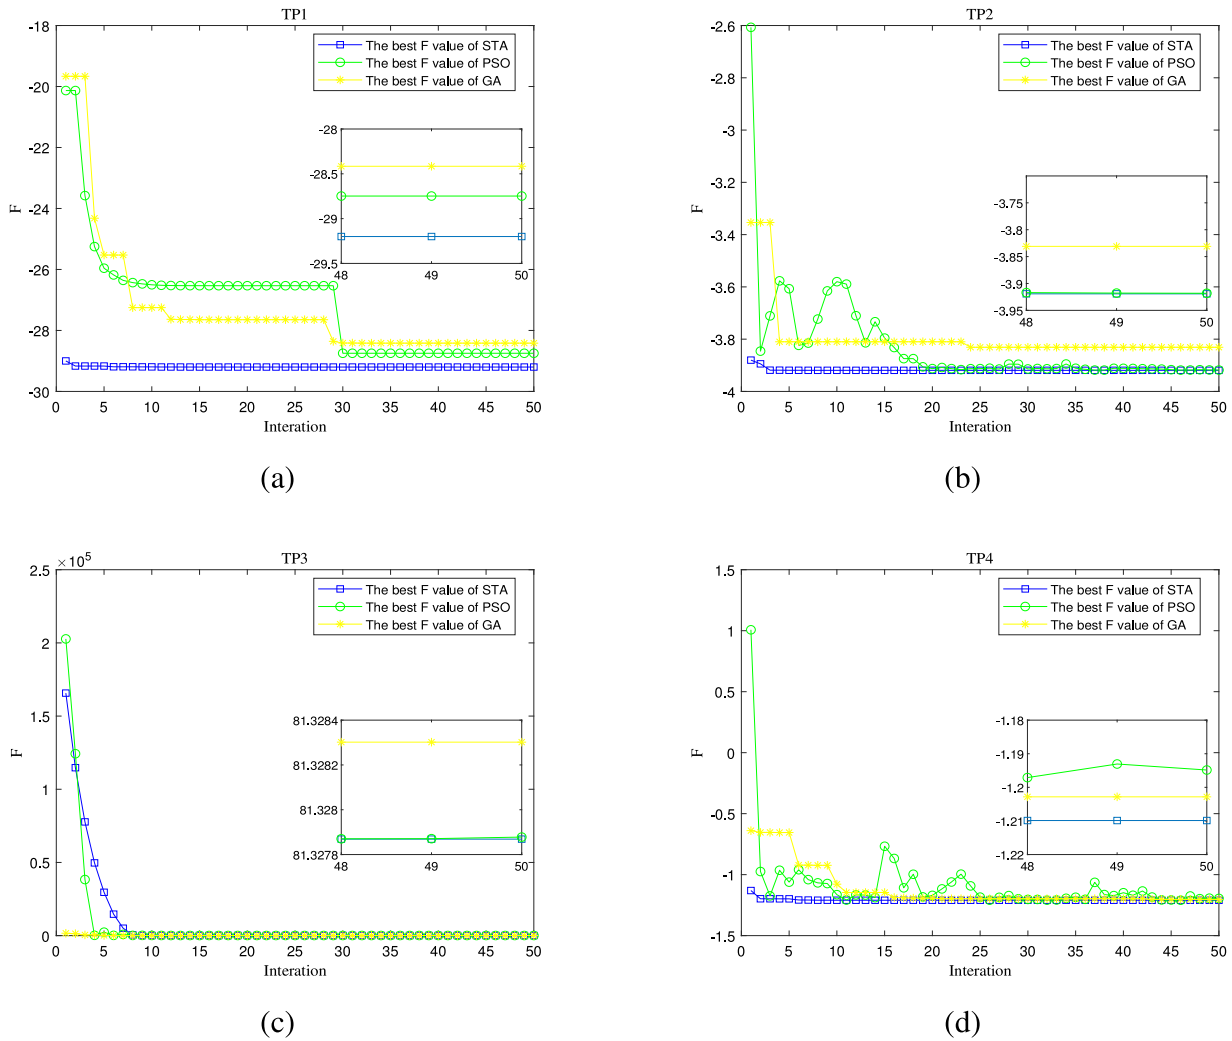 TP1
-18
-20
-22
-24
-26
-28
-30
F
0 5 10 15 20 25 30 35 40 45 50
Interation
The best F value of STA
The best F value of PSO
The best F value of GA
-28
-28.5
-29
-29.5
48 49 50
(a)
TP2
-2.6
-2.8
-3
-3.2
-3.4
-3.6
-3.8
-4
F
0 5 10 15 20 25 30 35 40 45 50
Interation
The best F value of STA
The best F value of PSO
The best F value of GA
-3.75
-3.8
-3.85
-3.9
-3.95
48 49 50
(b)
TP3
×10^5
2.5
2
1.5
1
0.5
0
F
0 5 10 15 20 25 30 35 40 45 50
Interation
The best F value of STA
The best F value of PSO
The best F value of GA
81.3284
81.3282
81.328
81.3278
48 49 50
(c)
TP4
1.5
1
0.5
0
-0.5
-1
-1.5
F
0 5 10 15 20 25 30 35 40 45 50
Interation
The best F value of STA
The best F value of PSO
The best F value of GA
-1.18
-1.19
-1.2
-1.21
-1.22
48 49 50
(d)